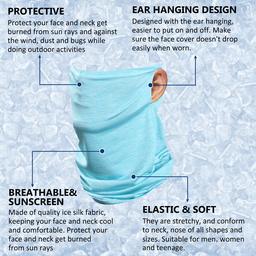 PROTECTIVE
Protect your face and neck get
burned from sun rays and against
the wind, dust and bugs while
doing outdoor activities
EAR HANGING DESIGN
Designed with the ear hanging,
easier to put on and off. Make
sure the face cover doesn't drop
easily when worn.
BREATHABLE&
SUNSCREEN
Made of quality ice silk fabric,
keeping your face and neck cool
and comfortable. Protect your
face and neck get burned
from sun rays
ELASTIC & SOFT
They are stretchy, and conform
to neck, nose of all shapes and
sizes. Suitable for men, women
and teenage.